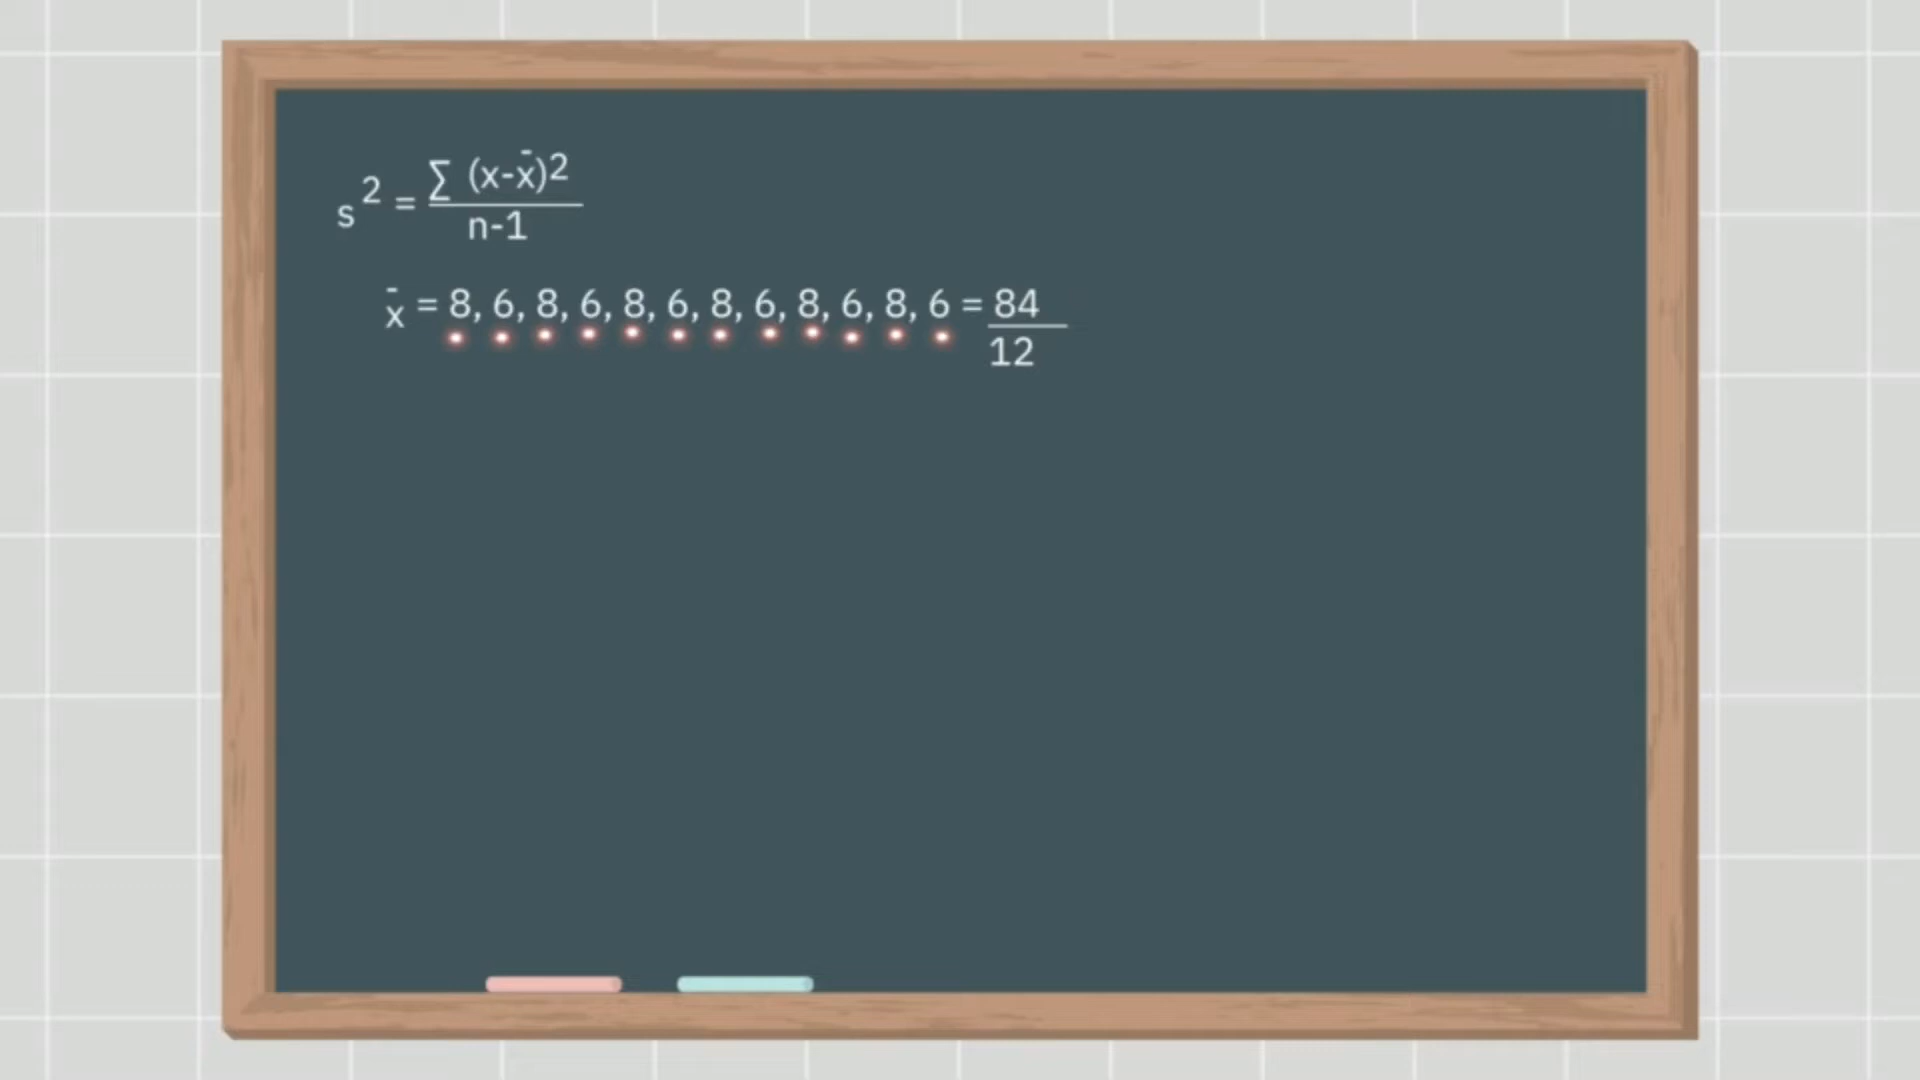 s² = ∑ (x-x̄)²
n-1
x̄ = 8, 6, 8, 6, 8, 6, 8, 6, 8, 6, 8, 6 = 84
12